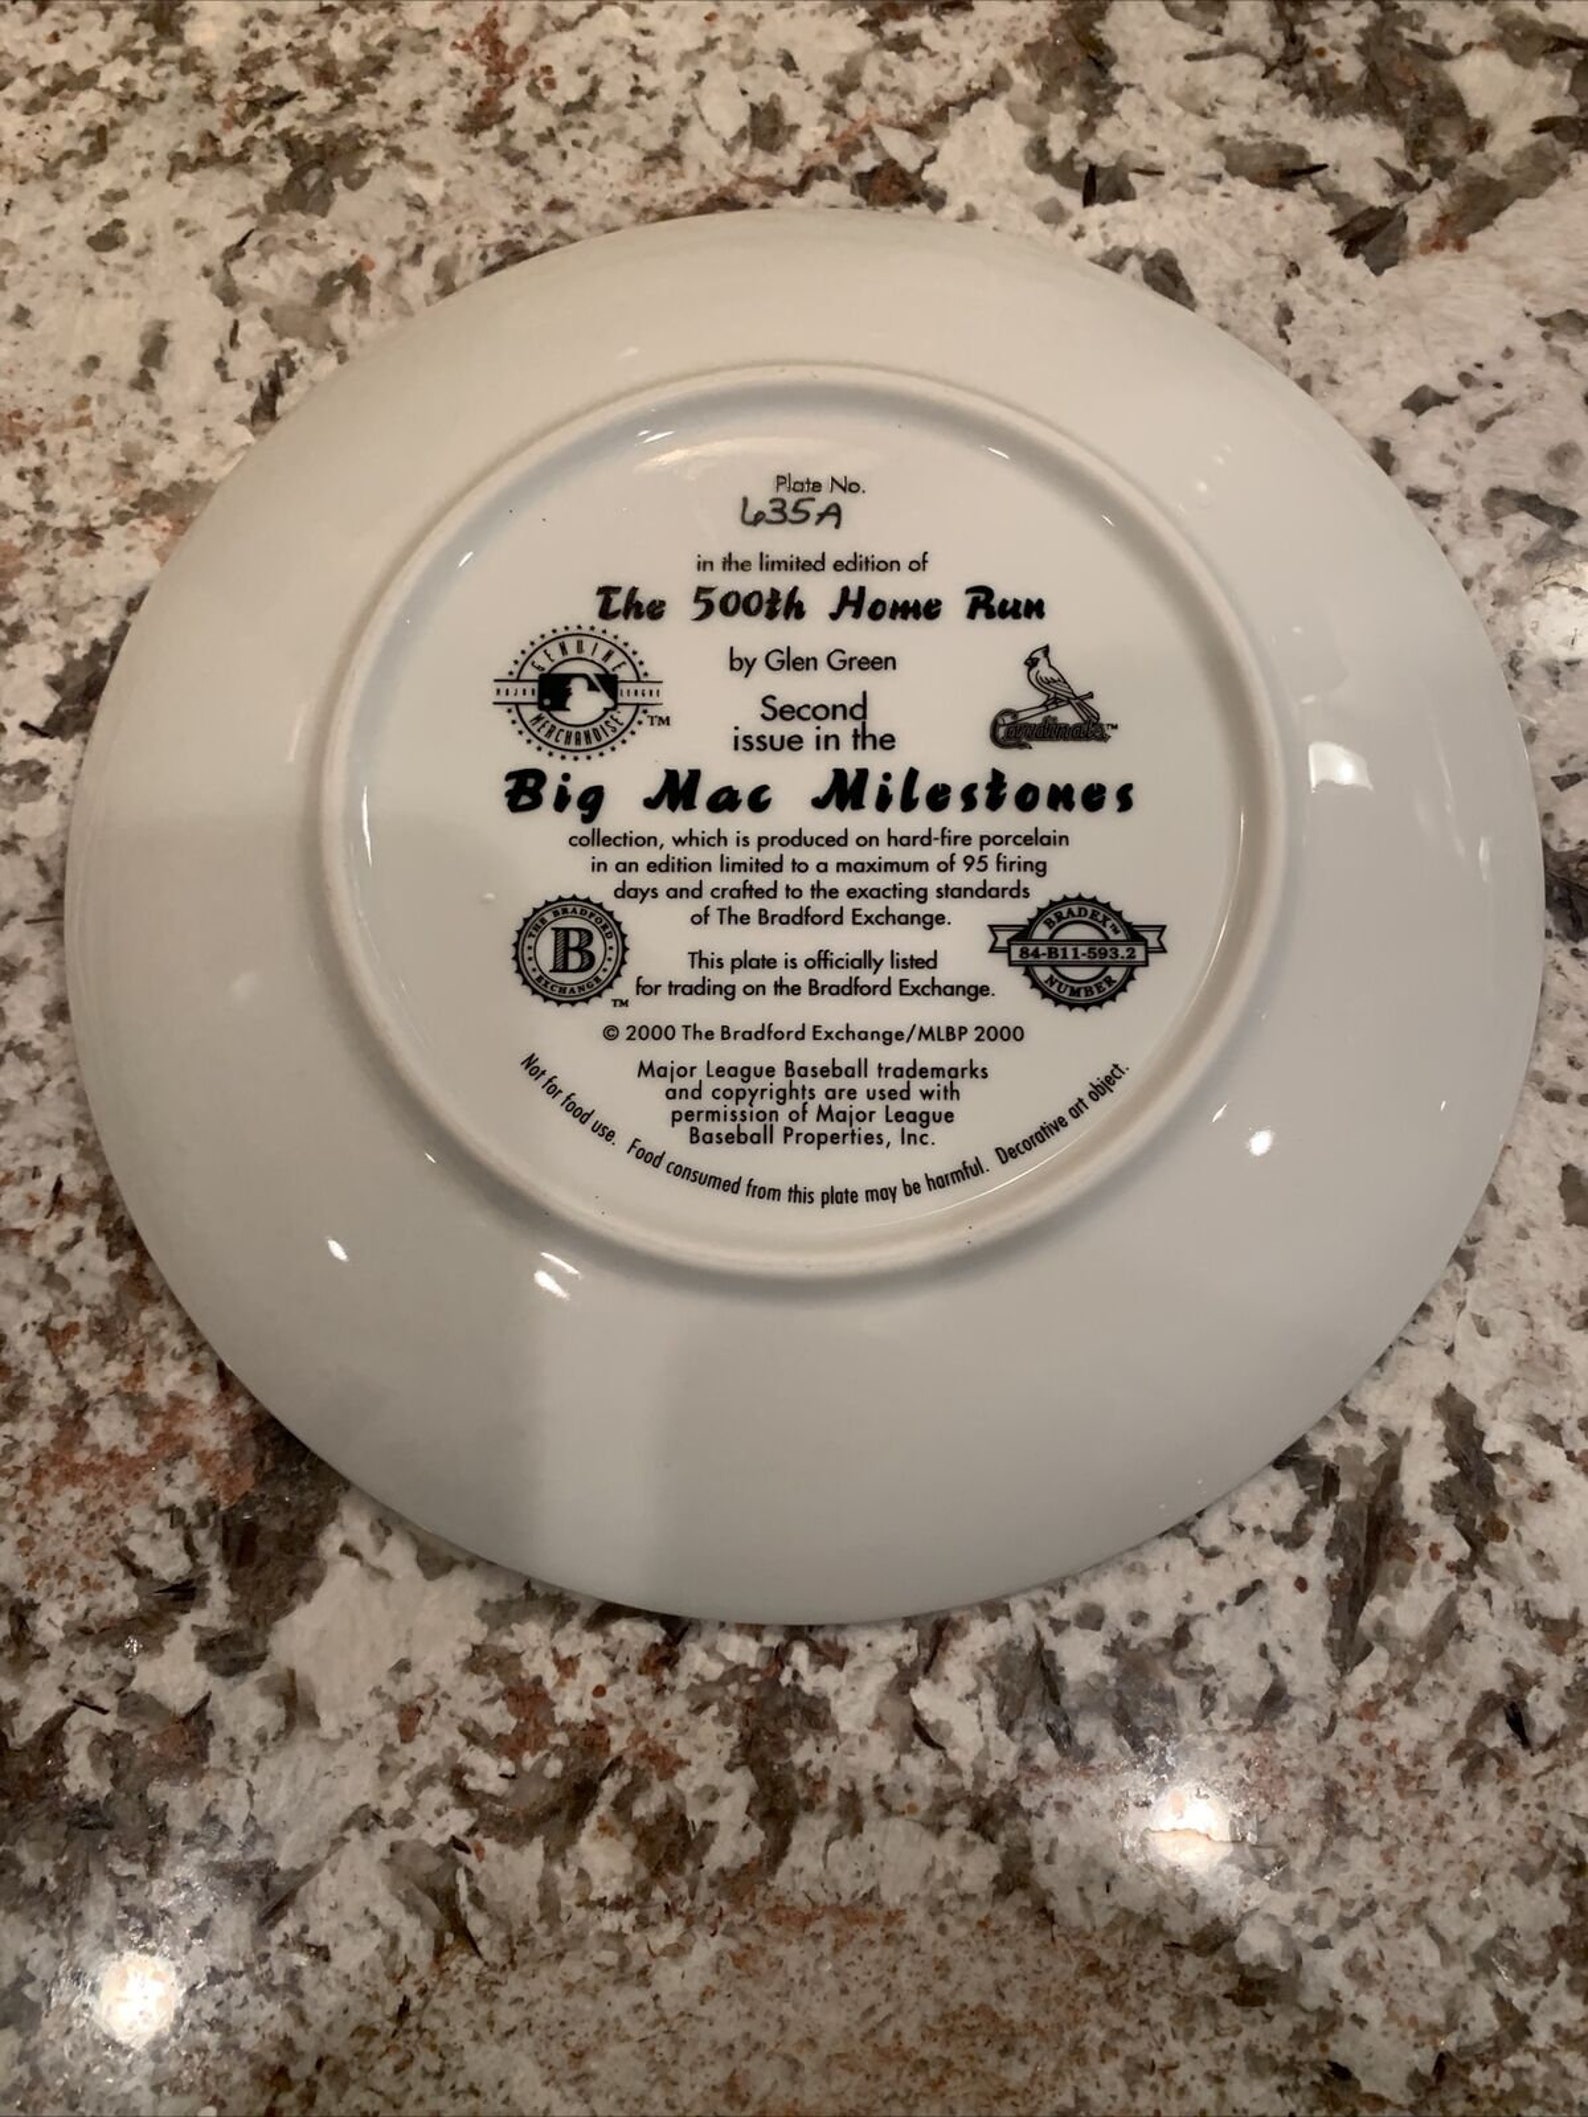 Plate No.
635A
in the limited edition of
The 500th Home Run
by Glen Green
GENUINE
MAJOR LEAGUE
MERCHANDISE
TM
Cardinals™
Second
issue in the
Big Mac Milestones
collection, which is produced on hard-fire porcelain
in an edition limited to a maximum of 95 firing
days and crafted to the exacting standards
of The Bradford Exchange.
THE BRADFORD
B
EXCHANGE
TM
BRADEX™
84-B11-593.2
NUMBER
This plate is officially listed
for trading on the Bradford Exchange.
© 2000 The Bradford Exchange/MLBP 2000
Major League Baseball trademarks
and copyrights are used with
permission of Major League
Baseball Properties, Inc.
Not for food use. Food consumed from this plate may be harmful. Decorative art object.